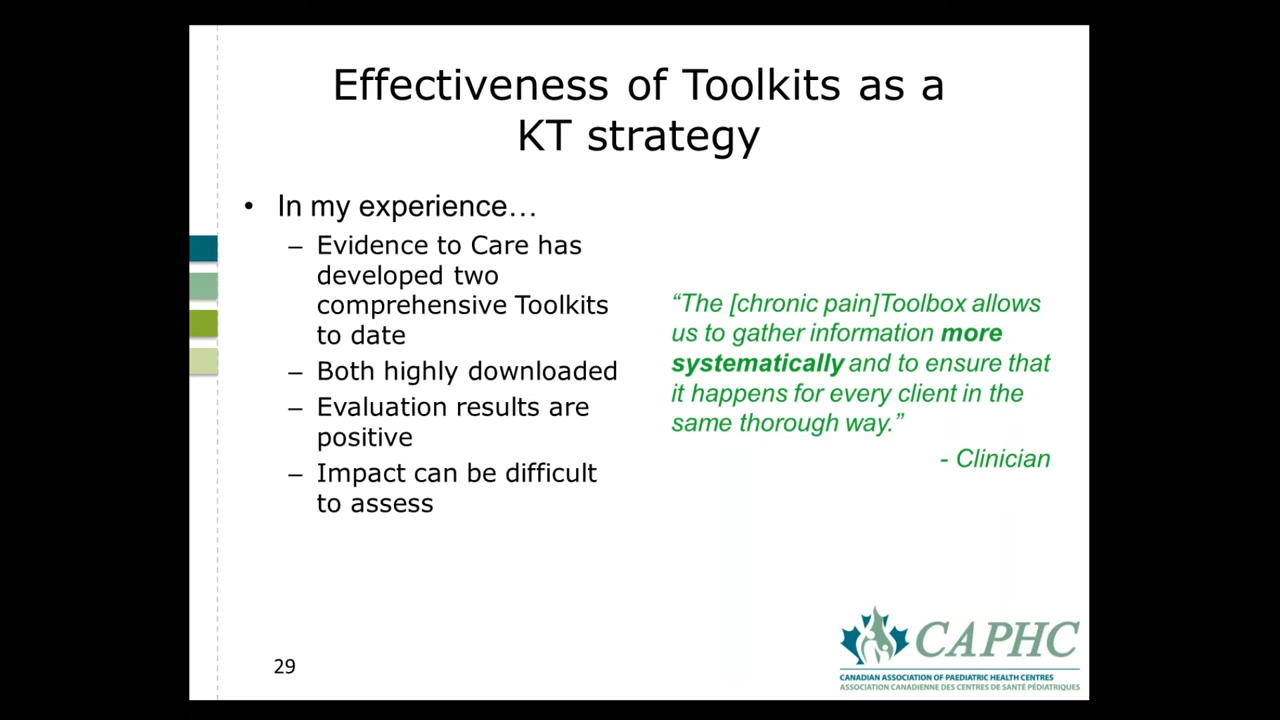 Effectiveness of Toolkits as a
KT strategy
• In my experience…
– Evidence to Care has
developed two
comprehensive Toolkits
to date
– Both highly downloaded
– Evaluation results are
positive
– Impact can be difficult
to assess
“The [chronic pain]Toolbox allows
us to gather information more
systematically and to ensure that
it happens for every client in the
same thorough way.”
- Clinician
29
CAPHC
CANADIAN ASSOCIATION OF PAEDIATRIC HEALTH CENTRES
ASSOCIATION CANADIENNE DES CENTRES DE SANTÉ PÉDIATRIQUES